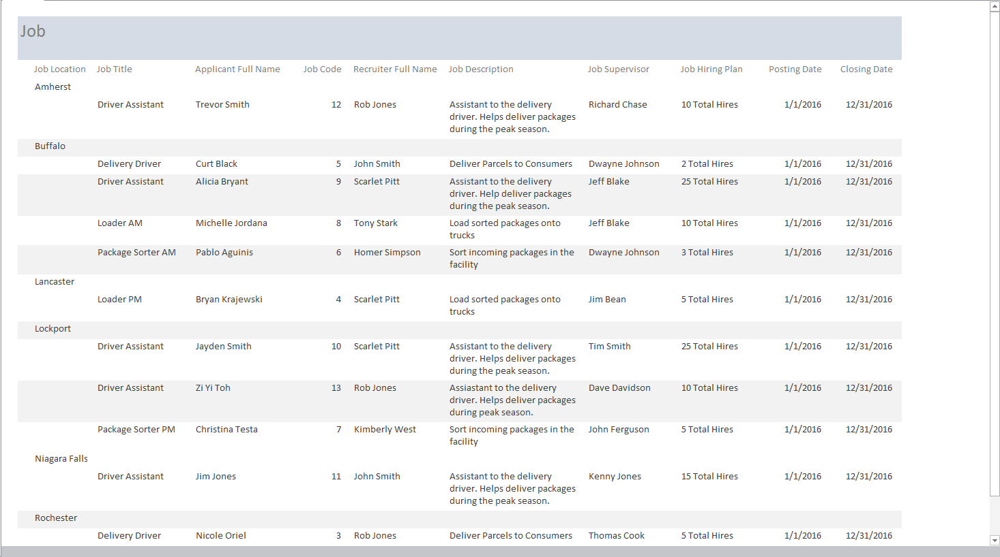 Job
Job Location Job Title Applicant Full Name Job Code Recruiter Full Name Job Description Job Supervisor Job Hiring Plan Posting Date Closing Date
Amherst
Driver Assistant Trevor Smith 12 Rob Jones Assistant to the delivery Richard Chase 10 Total Hires 1/1/2016 12/31/2016
driver. Helps deliver packages
during the peak season.
Buffalo
Delivery Driver Curt Black 5 John Smith Deliver Parcels to Consumers Dwayne Johnson 2 Total Hires 1/1/2016 12/31/2016
Driver Assistant Alicia Bryant 9 Scarlet Pitt Assistant to the delivery Jeff Blake 25 Total Hires 1/1/2016 12/31/2016
driver. Help deliver packages
during the peak season.
Loader AM Michelle Jordana 8 Tony Stark Load sorted packages onto Jeff Blake 10 Total Hires 1/1/2016 12/31/2016
trucks
Package Sorter AM Pablo Aguinis 6 Homer Simpson Sort incoming packages in the Dwayne Johnson 3 Total Hires 1/1/2016 12/31/2016
facility
Lancaster
Loader PM Bryan Krajewski 4 Scarlet Pitt Load sorted packages onto Jim Bean 5 Total Hires 1/1/2016 12/31/2016
trucks
Lockport
Driver Assistant Jayden Smith 10 Scarlet Pitt Assistant to the delivery Tim Smith 25 Total Hires 1/1/2016 12/31/2016
driver. Helps deliver packages
during the peak season.
Driver Assistant Zi Yi Toh 13 Rob Jones Assiastant to the delivery Dave Davidson 10 Total Hires 1/1/2016 12/31/2016
driver. Helps deliver packages
during peak season.
Package Sorter PM Christina Testa 7 Kimberly West Sort incoming packages in the John Ferguson 5 Total Hires 1/1/2016 12/31/2016
facility
Niagara Falls
Driver Assistant Jim Jones 11 John Smith Assistant to the delivery Kenny Jones 15 Total Hires 1/1/2016 12/31/2016
driver. Helps deliver packages
during the peak season.
Rochester
Delivery Driver Nicole Oriel 3 Rob Jones Deliver Parcels to Consumers Thomas Cook 5 Total Hires 1/1/2016 12/31/2016